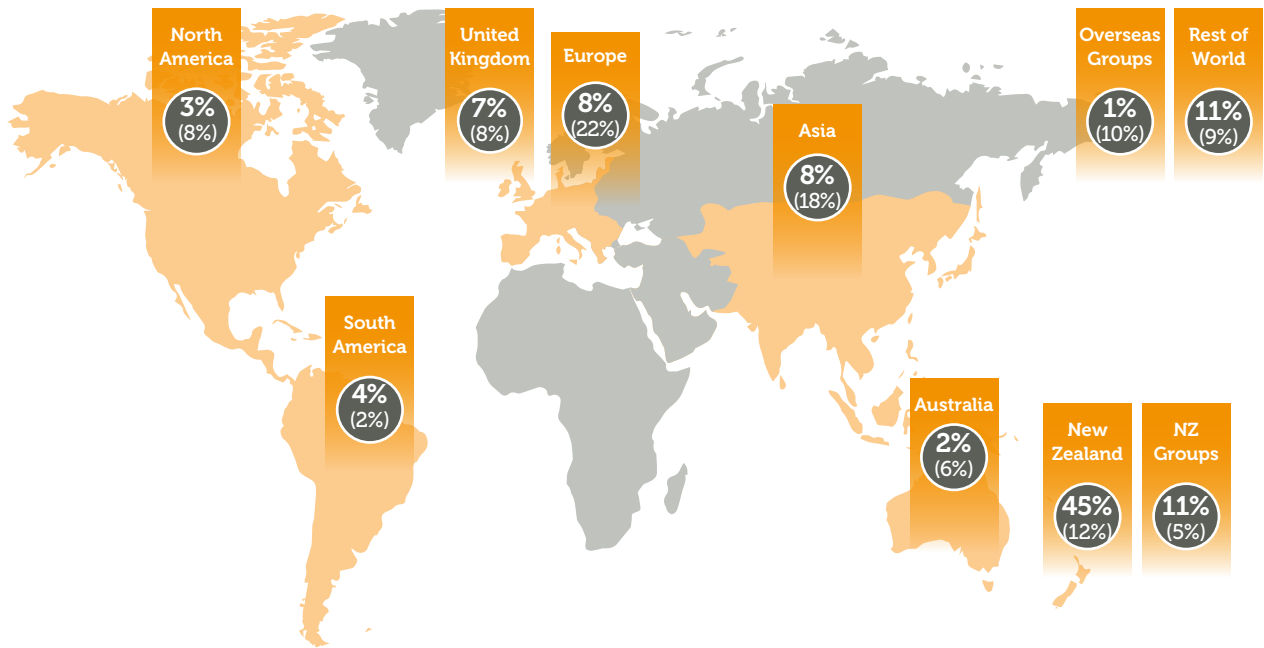 North
America
3%
(8%)
United
Kingdom
7%
(8%)
Europe
8%
(22%)
Asia
8%
(18%)
Overseas
Groups
1%
(10%)
Rest of
World
11%
(9%)
South
America
4%
(2%)
Australia
2%
(6%)
New
Zealand
45%
(12%)
NZ
Groups
11%
(5%)